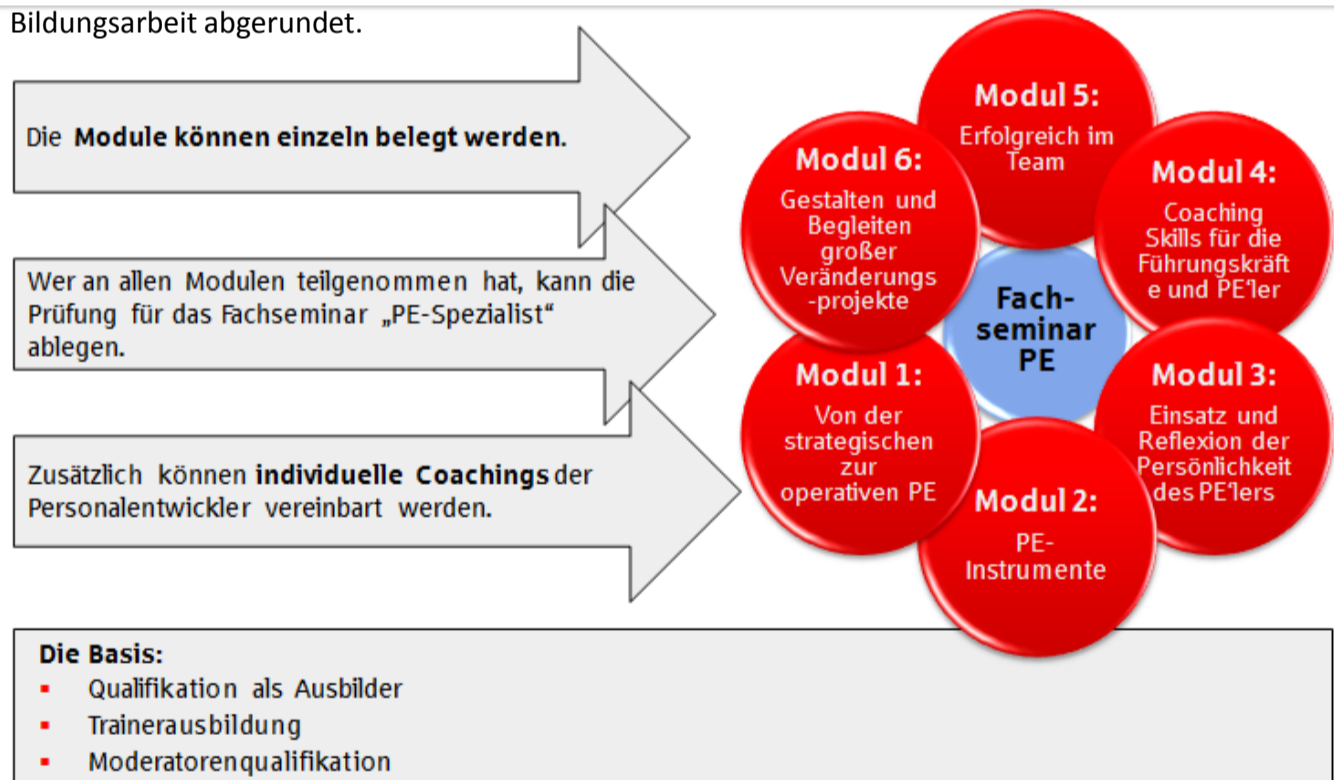 Bildungsarbeit abgerundet.
Die Module können einzeln belegt werden.
Wer an allen Modulen teilgenommen hat, kann die
Prüfung für das Fachseminar „PE-Spezialist“
ablegen.
Zusätzlich können individuelle Coachings der
Personalentwickler vereinbart werden.
Modul 5:
Erfolgreich im
Team
Modul 6:
Gestalten und
Begleiten
großer
Veränderungs
-projekte
Modul 4:
Coaching
Skills für die
Führungskräft
e und PE'ler
Fach-
seminar
PE
Modul 1:
Von der
strategischen
zur
operativen PE
Modul 3:
Einsatz und
Reflexion der
Persönlichkeit
des PE'lers
Modul 2:
PE-
Instrumente
Die Basis:
▪ Qualifikation als Ausbilder
▪ Trainerausbildung
▪ Moderatorenqualifikation